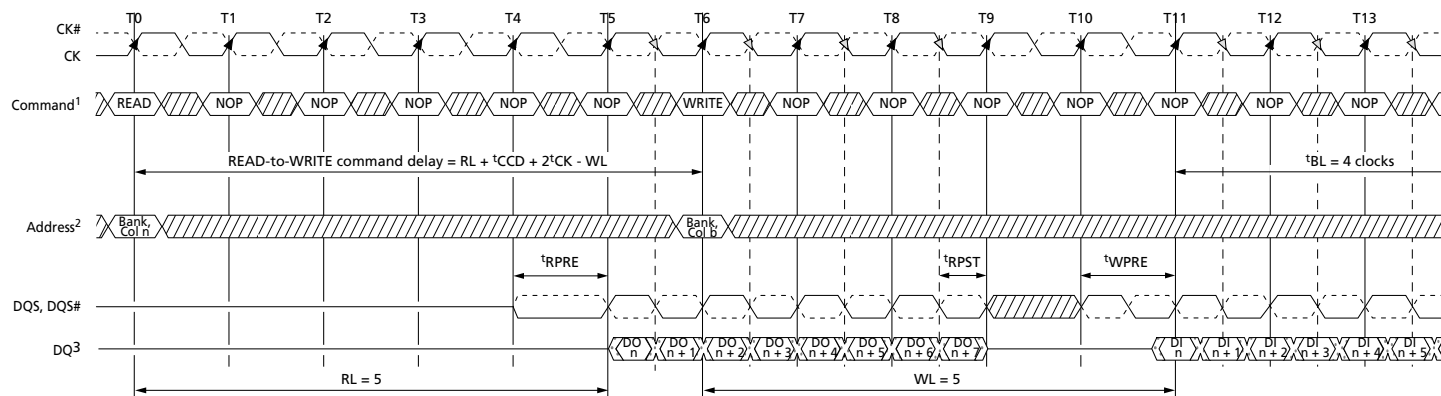 T0 T1 T2 T3 T4 T5 T6 T7 T8 T9 T10 T11 T12 T13
CK#
CK
Command1 READ NOP NOP NOP NOP NOP WRITE NOP NOP NOP NOP NOP NOP NOP
READ-to-WRITE command delay = RL + tCCD + 2tCK - WL tBL = 4 clocks
Address2 Bank, Col n Bank, Col b
tRPRE tRPST tWPRE
DQS, DQS#
DQ3 DO n DO n + 1 DO n + 2 DO n + 3 DO n + 4 DO n + 5 DO n + 6 DO n + 7 DI n DI n + 1 DI n + 2 DI n + 3 DI n + 4 DI n + 5
RL = 5 WL = 5